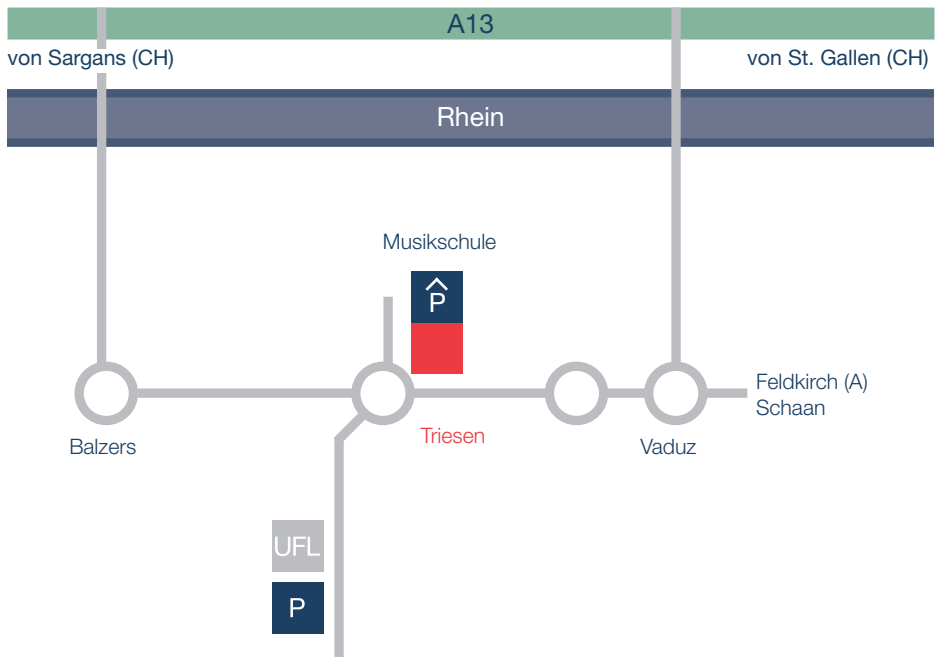 A13
von Sargans (CH)
von St. Gallen (CH)
Rhein
Musikschule
P
Feldkirch (A)
Schaan
Triesen
Balzers
Vaduz
UFL
P